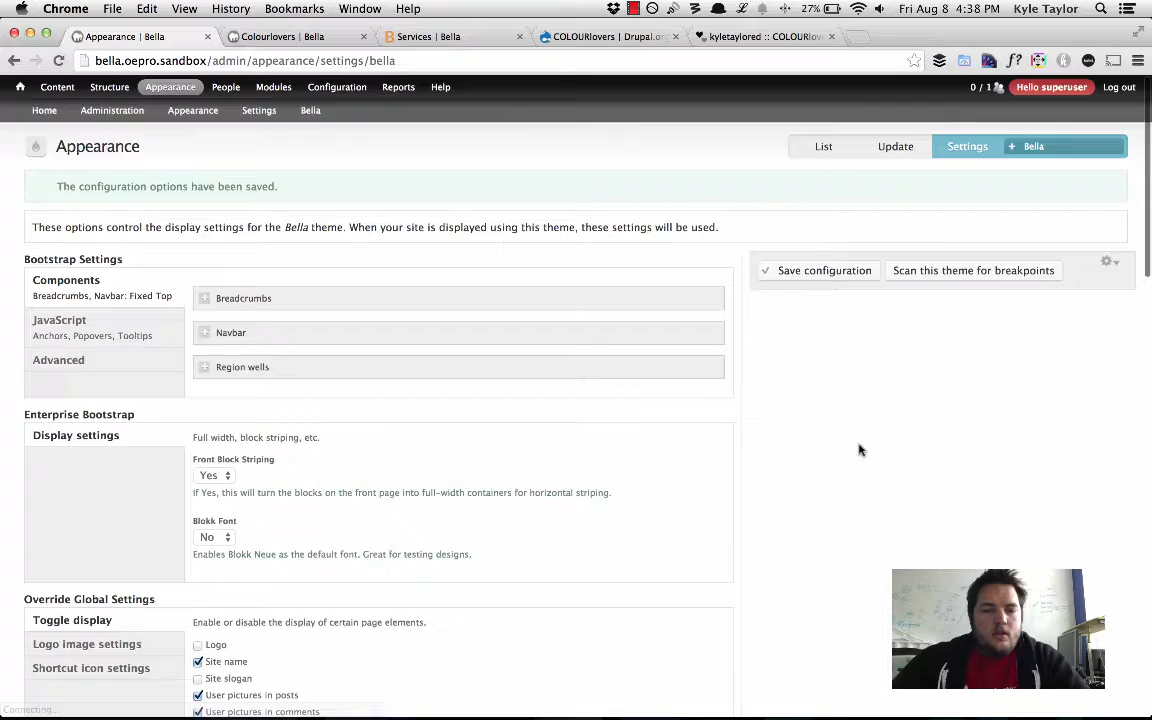 Chrome File Edit View History Bookmarks Window Help 27% Fri Aug 8 4:38 PM Kyle Taylor
Appearance | Bella Colourlovers | Bella Services | Bella COLOURlovers | Drupal.or kyletaylored :: COLOURlov
bella.oepro.sandbox/admin/appearance/settings/bella
Content Structure Appearance People Modules Configuration Reports Help 0 / 1 Hello superuser Log out
Home Administration Appearance Settings Bella
Appearance List Update Settings + Bella
The configuration options have been saved.
These options control the display settings for the Bella theme. When your site is displayed using this theme, these settings will be used.
Bootstrap Settings
Components
Breadcrumbs, Navbar: Fixed Top
JavaScript
Anchors, Popovers, Tooltips
Advanced
Breadcrumbs
Navbar
Region wells
Save configuration Scan this theme for breakpoints
Enterprise Bootstrap
Display settings
Full width, block striping, etc.
Front Block Striping
Yes
If Yes, this will turn the blocks on the front page into full-width containers for horizontal striping.
Blokk Font
No
Enables Blokk Neue as the default font. Great for testing designs.
Override Global Settings
Toggle display
Logo image settings
Shortcut icon settings
Enable or disable the display of certain page elements.
Logo
Site name
Site slogan
User pictures in posts
User pictures in comments
Connecting...